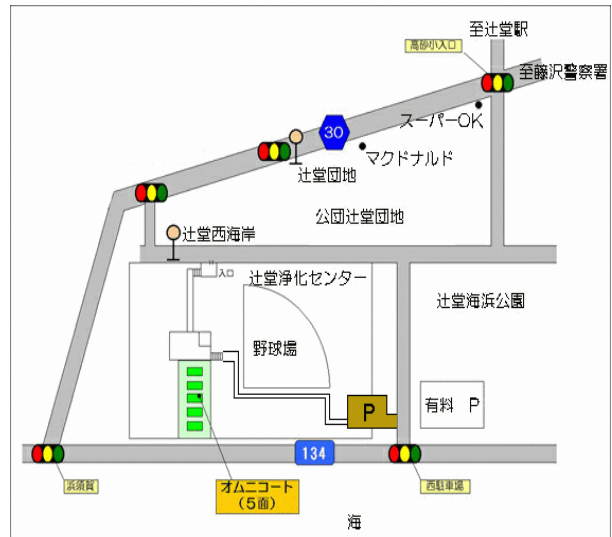 至辻堂駅
高砂小入口
至藤沢警察署
スーパーOK
30
マクドナルド
辻堂団地
公団辻堂団地
辻堂西海岸
入口
辻堂浄化センター
辻堂海浜公園
野球場
P
有料 P
134
浜須賀
オムニコート
(5面)
西駐車場
海